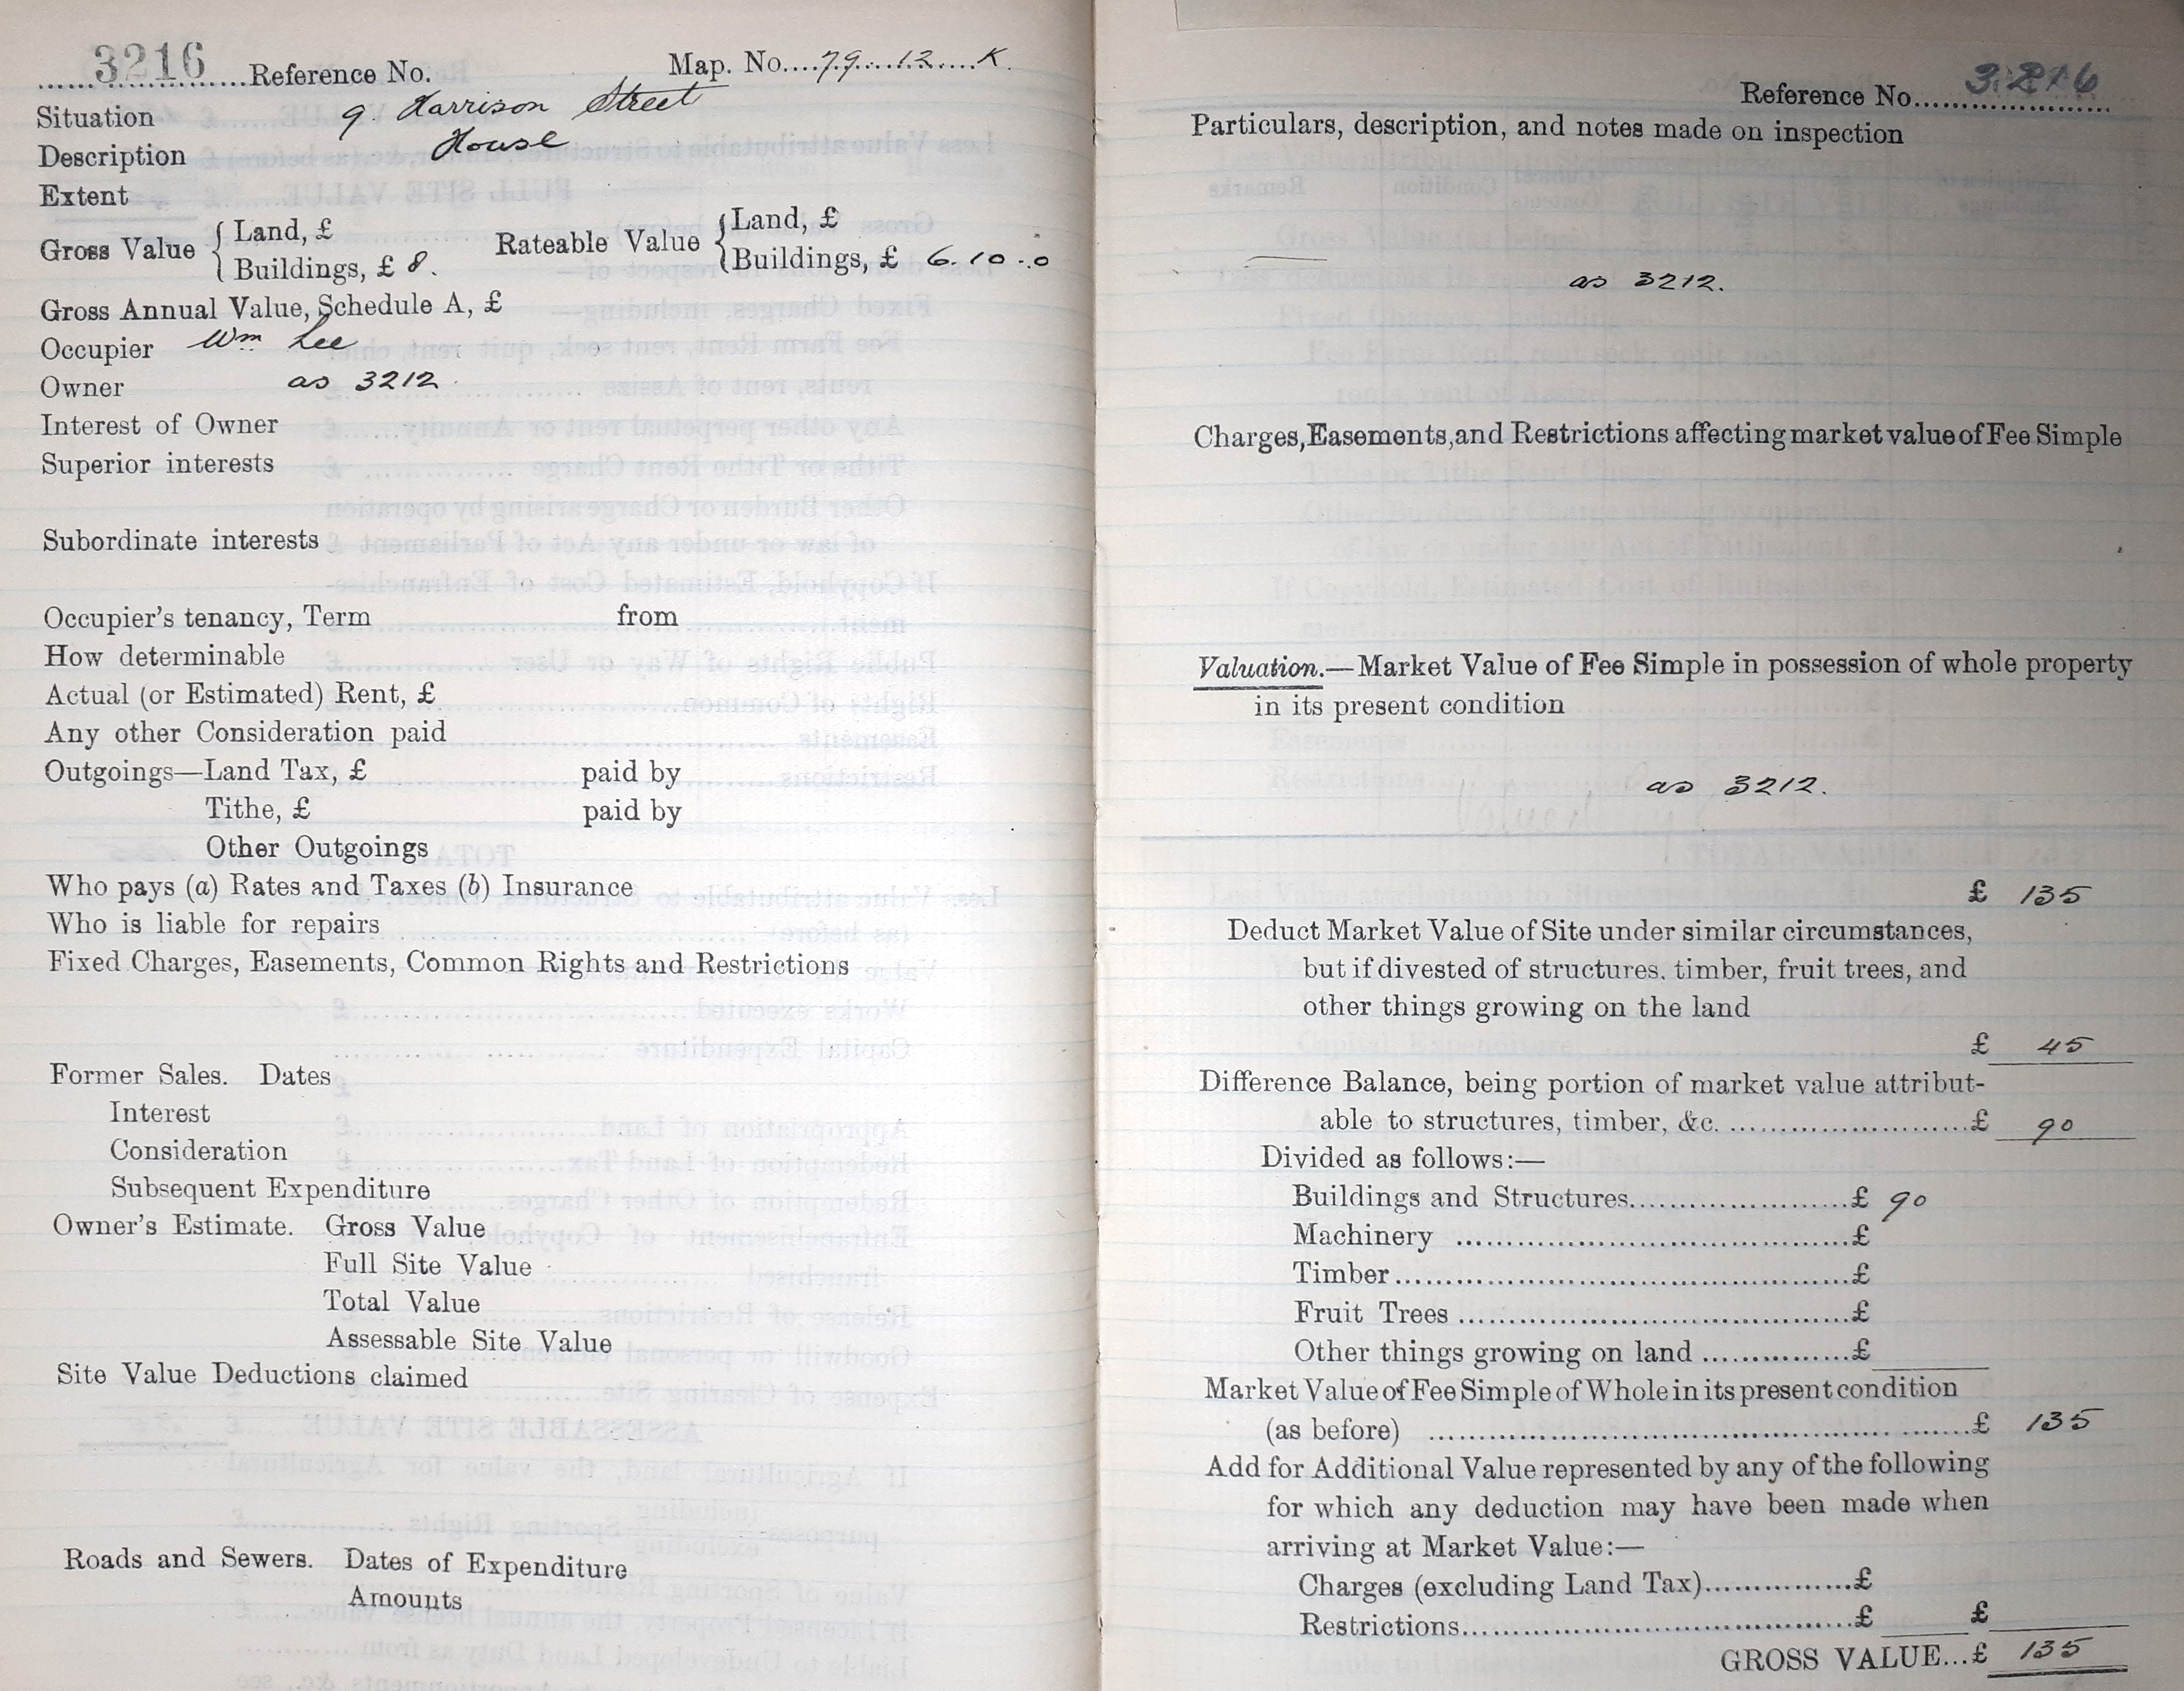 3216 Reference No. Map. No. 79. 12. K.
Situation 9. Harrison Street
Description House
Extent
Gross Value { Land, £ Rateable Value { Land, £
Buildings, £ 8. Buildings, £ 6. 10. 0
Gross Annual Value, Schedule A, £
Occupier Wm Lee
Owner as 3212.
Interest of Owner
Superior interests
Subordinate interests
Occupier's tenancy, Term from
How determinable
Actual (or Estimated) Rent, £
Any other Consideration paid
Outgoings—Land Tax, £ paid by
Tithe, £ paid by
Other Outgoings
Who pays (a) Rates and Taxes (b) Insurance
Who is liable for repairs
Fixed Charges, Easements, Common Rights and Restrictions
Former Sales. Dates
Interest
Consideration
Subsequent Expenditure
Owner's Estimate. Gross Value
Full Site Value
Total Value
Assessable Site Value
Site Value Deductions claimed
Roads and Sewers. Dates of Expenditure
Amounts
Reference No. 3216
Particulars, description, and notes made on inspection
as 3212.
Charges, Easements, and Restrictions affecting market value of Fee Simple
Valuation.—Market Value of Fee Simple in possession of whole property
in its present condition
as 3212.
£ 135
Deduct Market Value of Site under similar circumstances,
but if divested of structures, timber, fruit trees, and
other things growing on the land
£ 45
Difference Balance, being portion of market value attribut-
able to structures, timber, &c. ........................£ 90
Divided as follows:—
Buildings and Structures........................£ 90
Machinery ........................£
Timber........................£
Fruit Trees ........................£
Other things growing on land ...............£
Market Value of Fee Simple of Whole in its present condition
(as before) ........................£ 135
Add for Additional Value represented by any of the following
for which any deduction may have been made when
arriving at Market Value:—
Charges (excluding Land Tax)...............£
Restrictions........................£ £
GROSS VALUE...£ 135